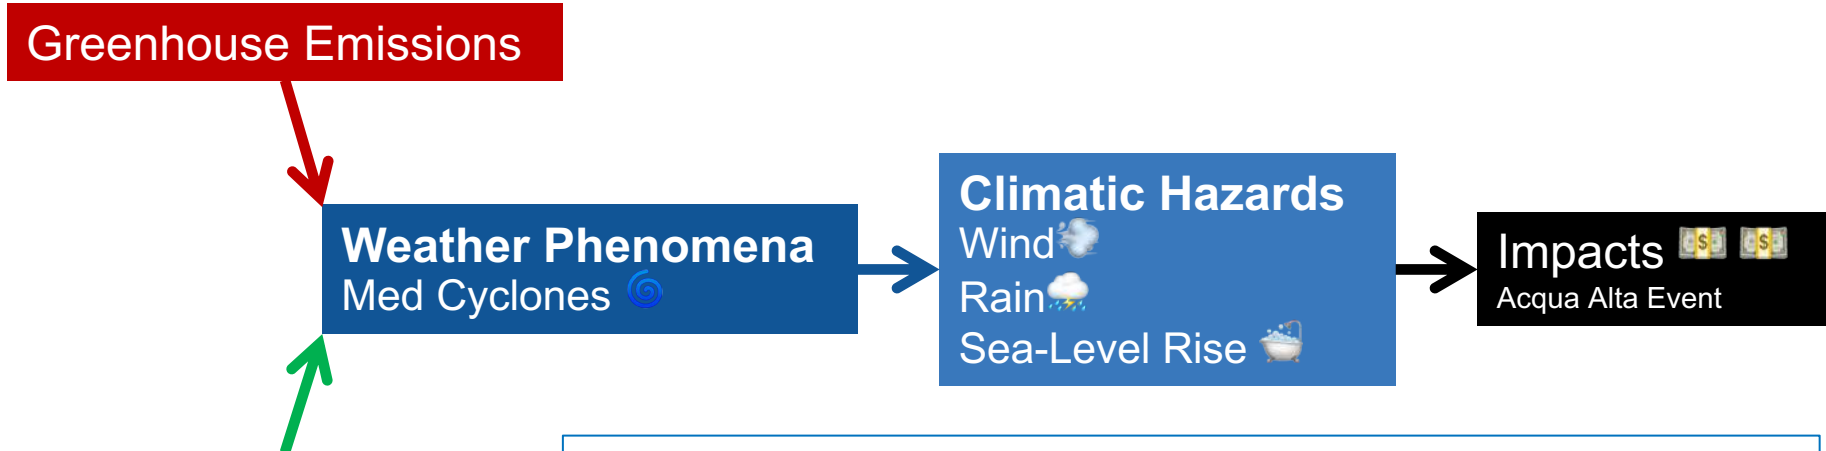 Greenhouse Emissions
Weather Phenomena
Med Cyclones 🌀
Climatic Hazards
Wind💨
Rain⛈️
Sea-Level Rise 🛁
Impacts 💵 💵
Acqua Alta Event